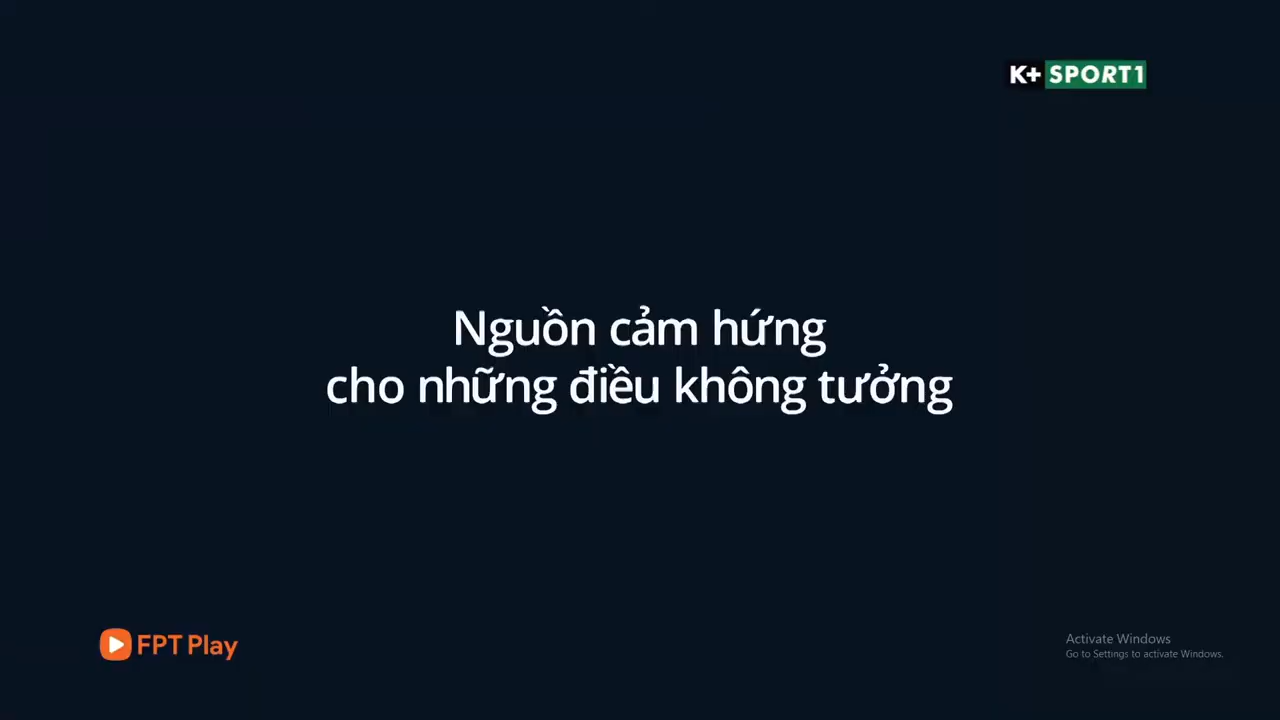 K+ SPORT1
Nguồn cảm hứng
cho những điều không tưởng
FPT Play
Activate Windows
Go to Settings to activate Windows.